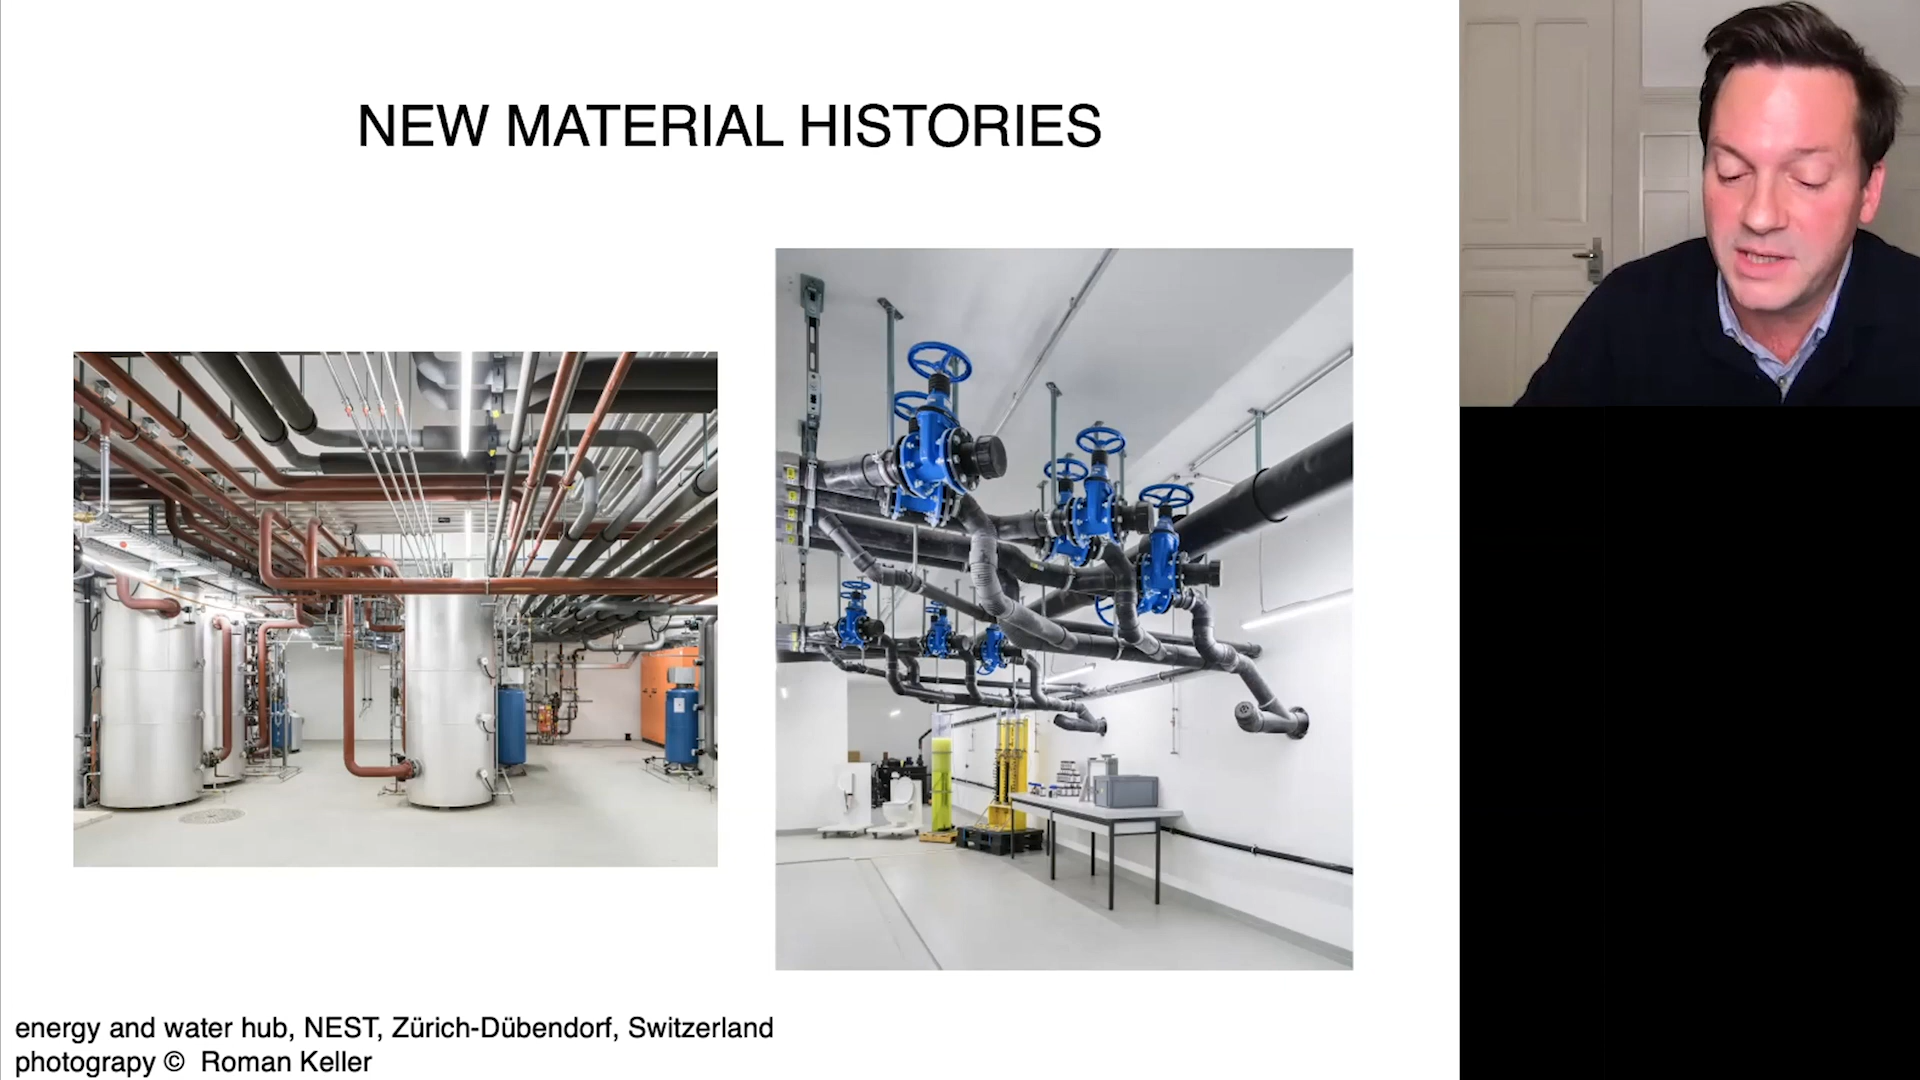 NEW MATERIAL HISTORIES
energy and water hub, NEST, Zürich-Dübendorf, Switzerland
photograpy © Roman Keller